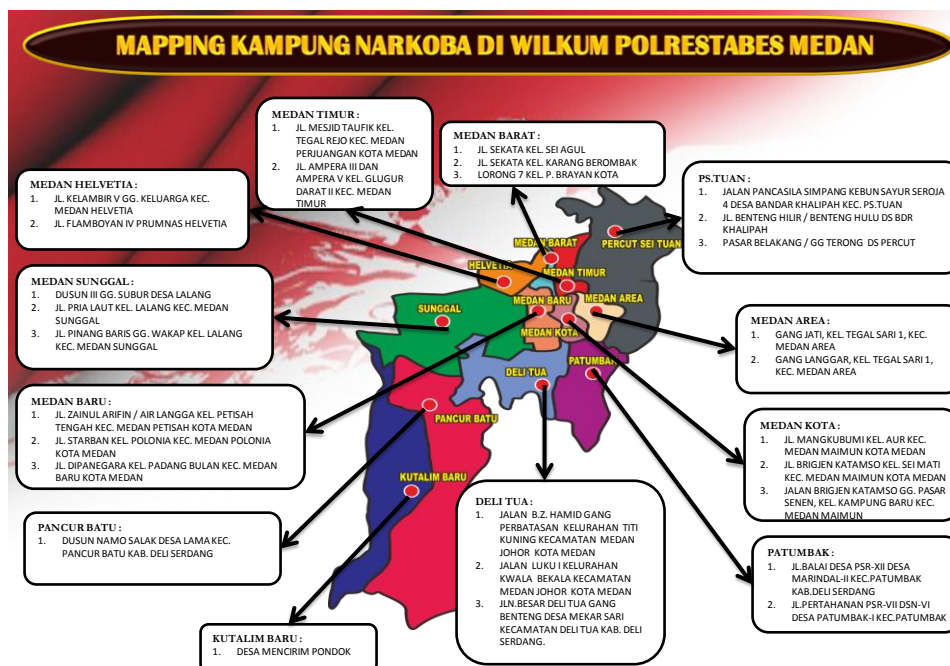 MAPPING KAMPUNG NARKOBA DI WILKUM POLRESTABES MEDAN
MEDAN TIMUR :
1. JL. MESJID TAUFIK KEL.
TEGAL REJO KEC. MEDAN
PERJUANGAN KOTA MEDAN
2. JL. AMPERA III DAN
AMPERA V KEL. GLUGUR
DARAT II KEC. MEDAN
TIMUR
MEDAN BARAT :
1. JL. SEKATA KEL. SEI AGUL
2. JL. SEKATA KEL. KARANG BEROMBAK
3. LORONG 7 KEL. P. BRAYAN KOTA
MEDAN HELVETIA :
1. JL. KELAMBIR V GG. KELUARGA KEC.
MEDAN HELVETIA
2. JL. FLAMBOYAN IV PRUMNAS HELVETIA
PS.TUAN :
1. JALAN PANCASILA SIMPANG KEBUN SAYUR SEROJA
4 DESA BANDAR KHALIPAH KEC. PS.TUAN
2. JL. BENTENG HILIR / BENTENG HULU DS BDR
KHALIPAH
3. PASAR BELAKANG / GG TERONG DS PERCUT
MEDAN SUNGGAL :
1. DUSUN III GG. SUBUR DESA LALANG
2. JL. PRIA LAUT KEL. LALANG KEC. MEDAN
SUNGGAL
3. JL. PINANG BARIS GG. WAKAP KEL. LALANG
KEC. MEDAN SUNGGAL
MEDAN BARAT
PERCUT SEI TUAN
HELVETIA
MEDAN TIMUR
SUNGGAL
MEDAN BARU
MEDAN AREA
MEDAN KOTA
DELI TUA
PATUMBAK
PANCUR BATU
KUTALIM BARU
MEDAN AREA :
1. GANG JATI, KEL. TEGAL SARI 1, KEC.
MEDAN AREA
2. GANG LANGGAR, KEL. TEGAL SARI 1,
KEC. MEDAN AREA
MEDAN BARU :
1. JL. ZAINUL ARIFIN / AIR LANGGA KEL. PETISAH
TENGAH KEC. MEDAN PETISAH KOTA MEDAN
2. JL. STARBAN KEL. POLONIA KEC. MEDAN POLONIA
KOTA MEDAN
3. JL. DIPANEGARA KEL. PADANG BULAN KEC. MEDAN
BARU KOTA MEDAN
MEDAN KOTA :
1. JL. MANGKUBUMI KEL. AUR KEC.
MEDAN MAIMUN KOTA MEDAN
2. JL. BRIGJEN KATAMSO KEL. SEI MATI
KEC. MEDAN MAIMUN KOTA MEDAN
3. JALAN BRIGJEN KATAMSO GG. PASAR
SENEN, KEL. KAMPUNG BARU KEC.
MEDAN MAIMUN
PANCUR BATU :
1. DUSUN NAMO SALAK DESA LAMA KEC.
PANCUR BATU KAB. DELI SERDANG
DELI TUA :
1. JALAN B.Z. HAMID GANG
PERBATASAN KELURAHAN TITI
KUNING KECAMATAN MEDAN
JOHOR KOTA MEDAN
2. JALAN LUKU I KELURAHAN
KWALA BEKALA KECAMATAN
MEDAN JOHOR KOTA MEDAN
3. JLN.BESAR DELI TUA GANG
BENTENG DESA MEKAR SARI
KECAMATAN DELI TUA KAB. DELI
SERDANG.
PATUMBAK :
1. JL.BALAI DESA PSR-XII DESA
MARINDAL-II KEC.PATUMBAK
KAB.DELI SERDANG
2. JL.PERTAHANAN PSR-VII DSN-VI
DESA PATUMBAK-I KEC.PATUMBAK
KUTALIM BARU :
1. DESA MENCIRIM PONDOK